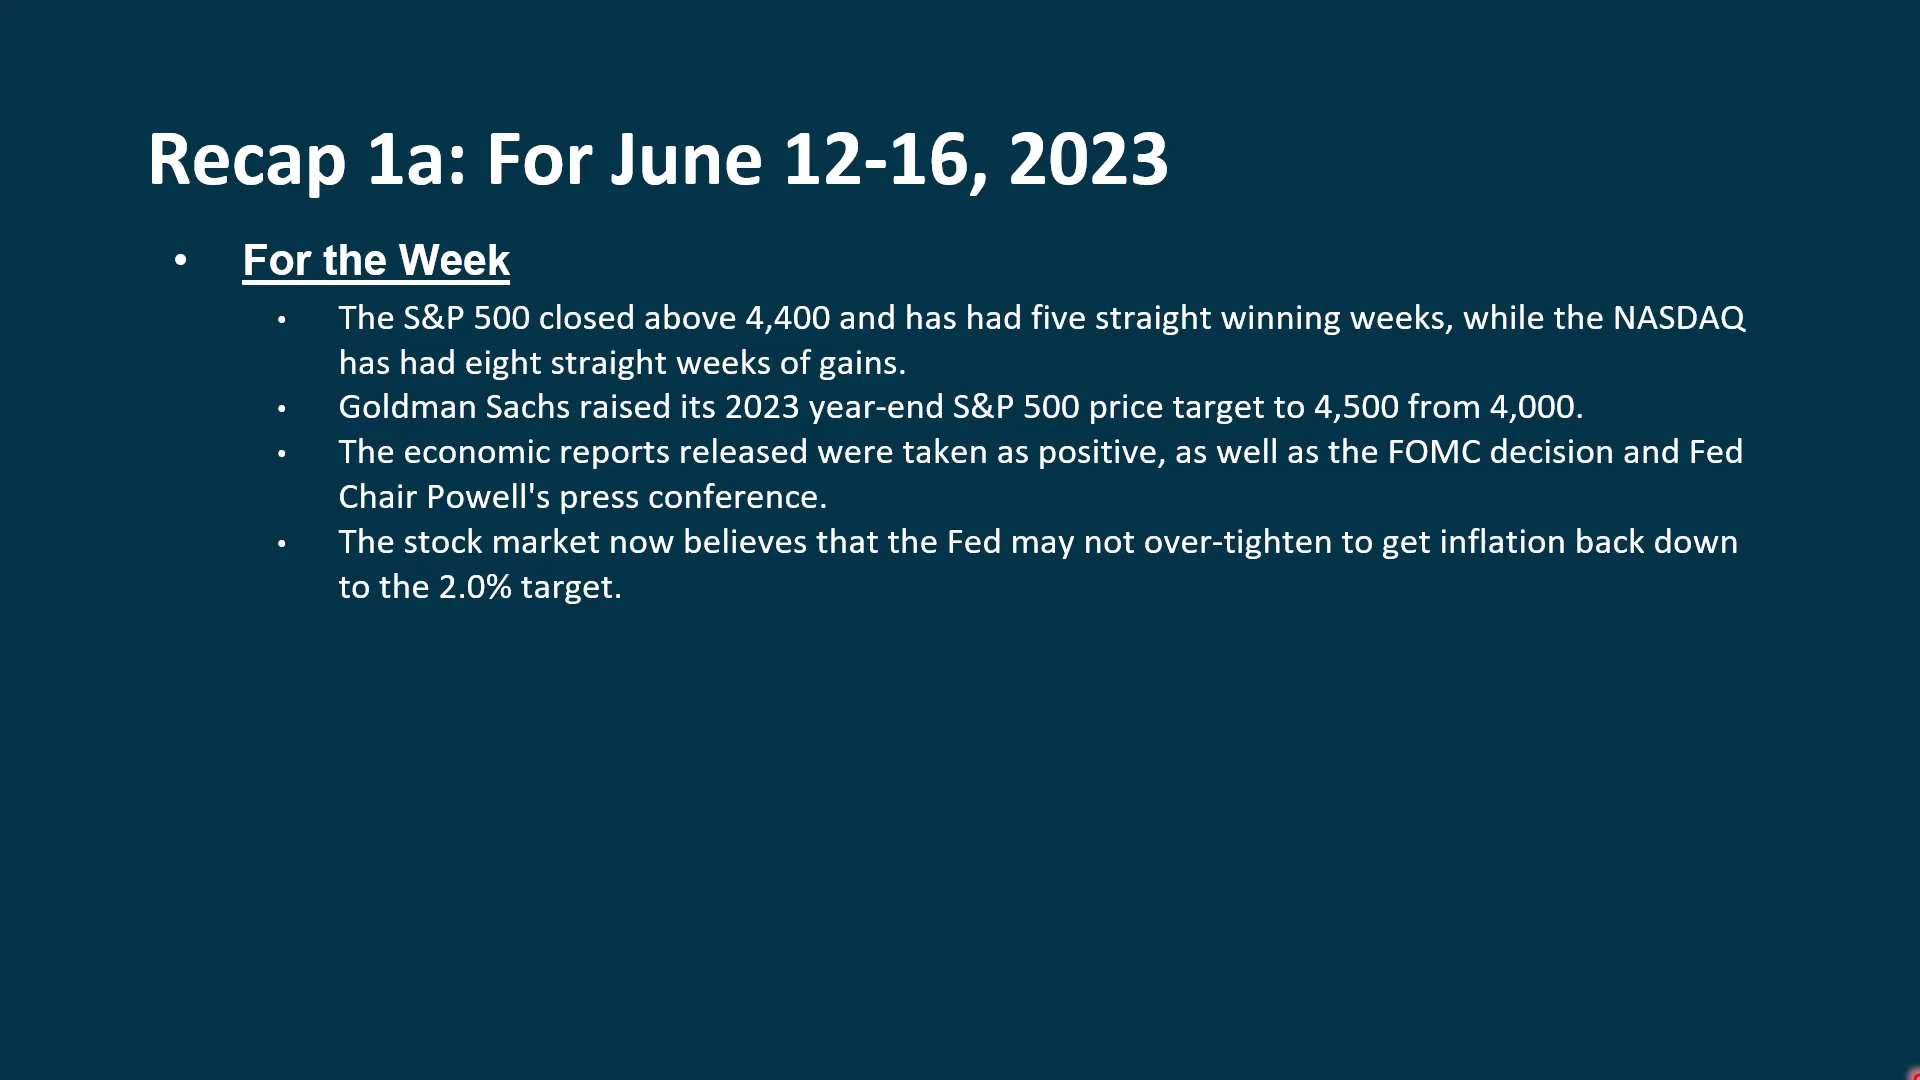 Recap 1a: For June 12-16, 2023
• For the Week
• The S&P 500 closed above 4,400 and has had five straight winning weeks, while the NASDAQ
has had eight straight weeks of gains.
• Goldman Sachs raised its 2023 year-end S&P 500 price target to 4,500 from 4,000.
• The economic reports released were taken as positive, as well as the FOMC decision and Fed
Chair Powell's press conference.
• The stock market now believes that the Fed may not over-tighten to get inflation back down
to the 2.0% target.